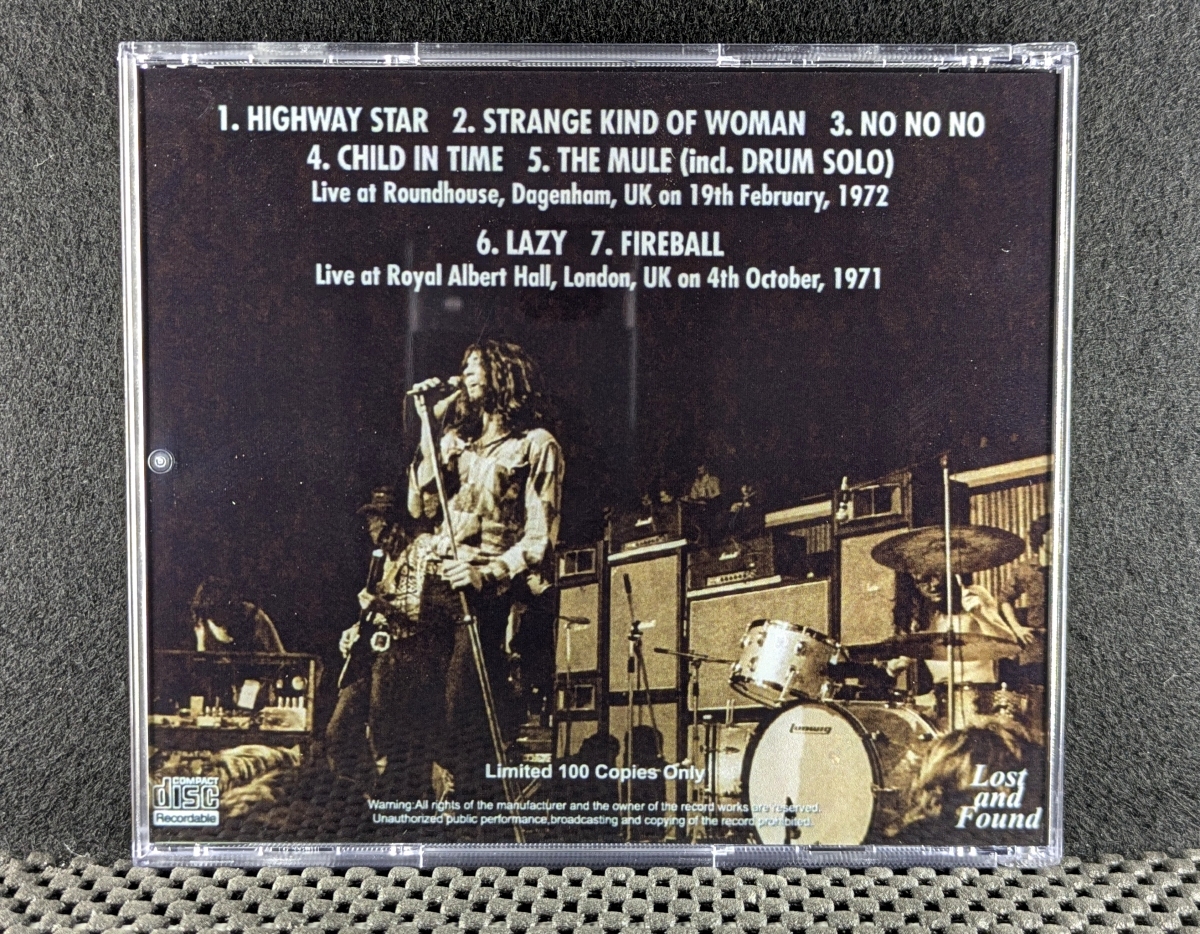 1. HIGHWAY STAR 2. STRANGE KIND OF WOMAN 3. NO NO NO
4. CHILD IN TIME 5. THE MULE (incl. DRUM SOLO)
Live at Roundhouse, Dagenham, UK on 19th February, 1972
6. LAZY 7. FIREBALL
Live at Royal Albert Hall, London, UK on 4th October, 1971
Ludwig
Limited 100 Copies Only
Warning:All rights of the manufacturer and the owner of the record works are reserved.
Unauthorized public performance,broadcasting and copying of the record prohibited.
COMPACT
disc
Recordable
Lost
and
Found